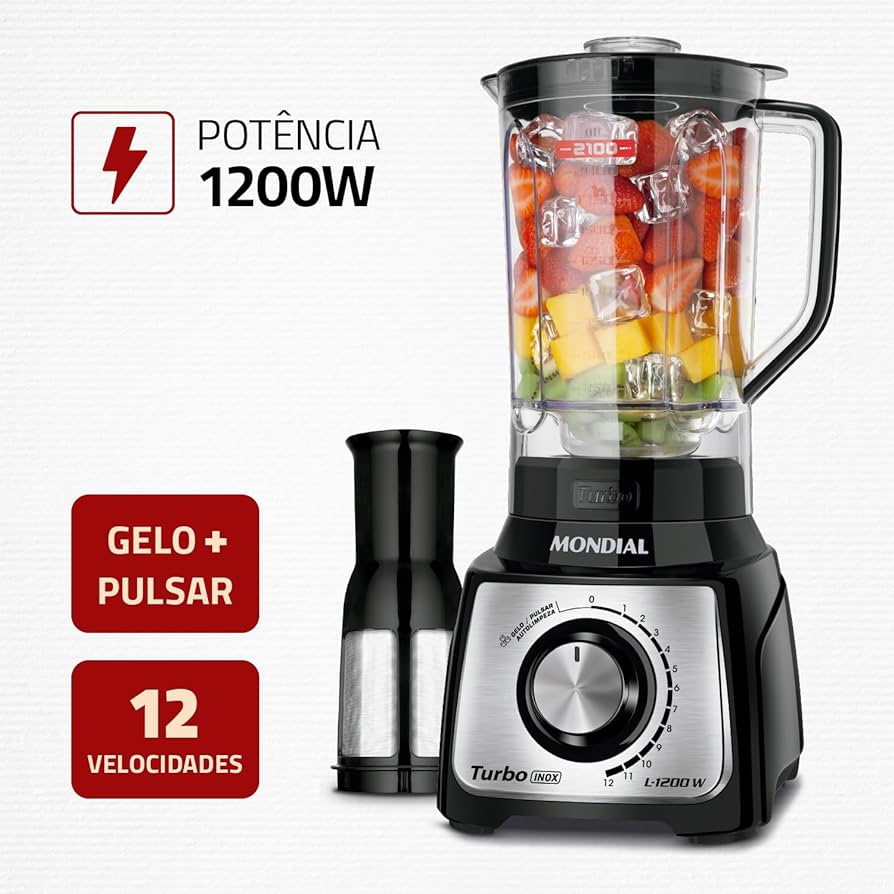 POTÊNCIA
1200W
2100
Turbo
MONDIAL
GELO / PULSAR
AUTOLIMPEZA
0
1
2
3
4
5
6
7
8
9
10
11
12
Turbo INOX
L-1200 W
GELO +
PULSAR
12
VELOCIDADES